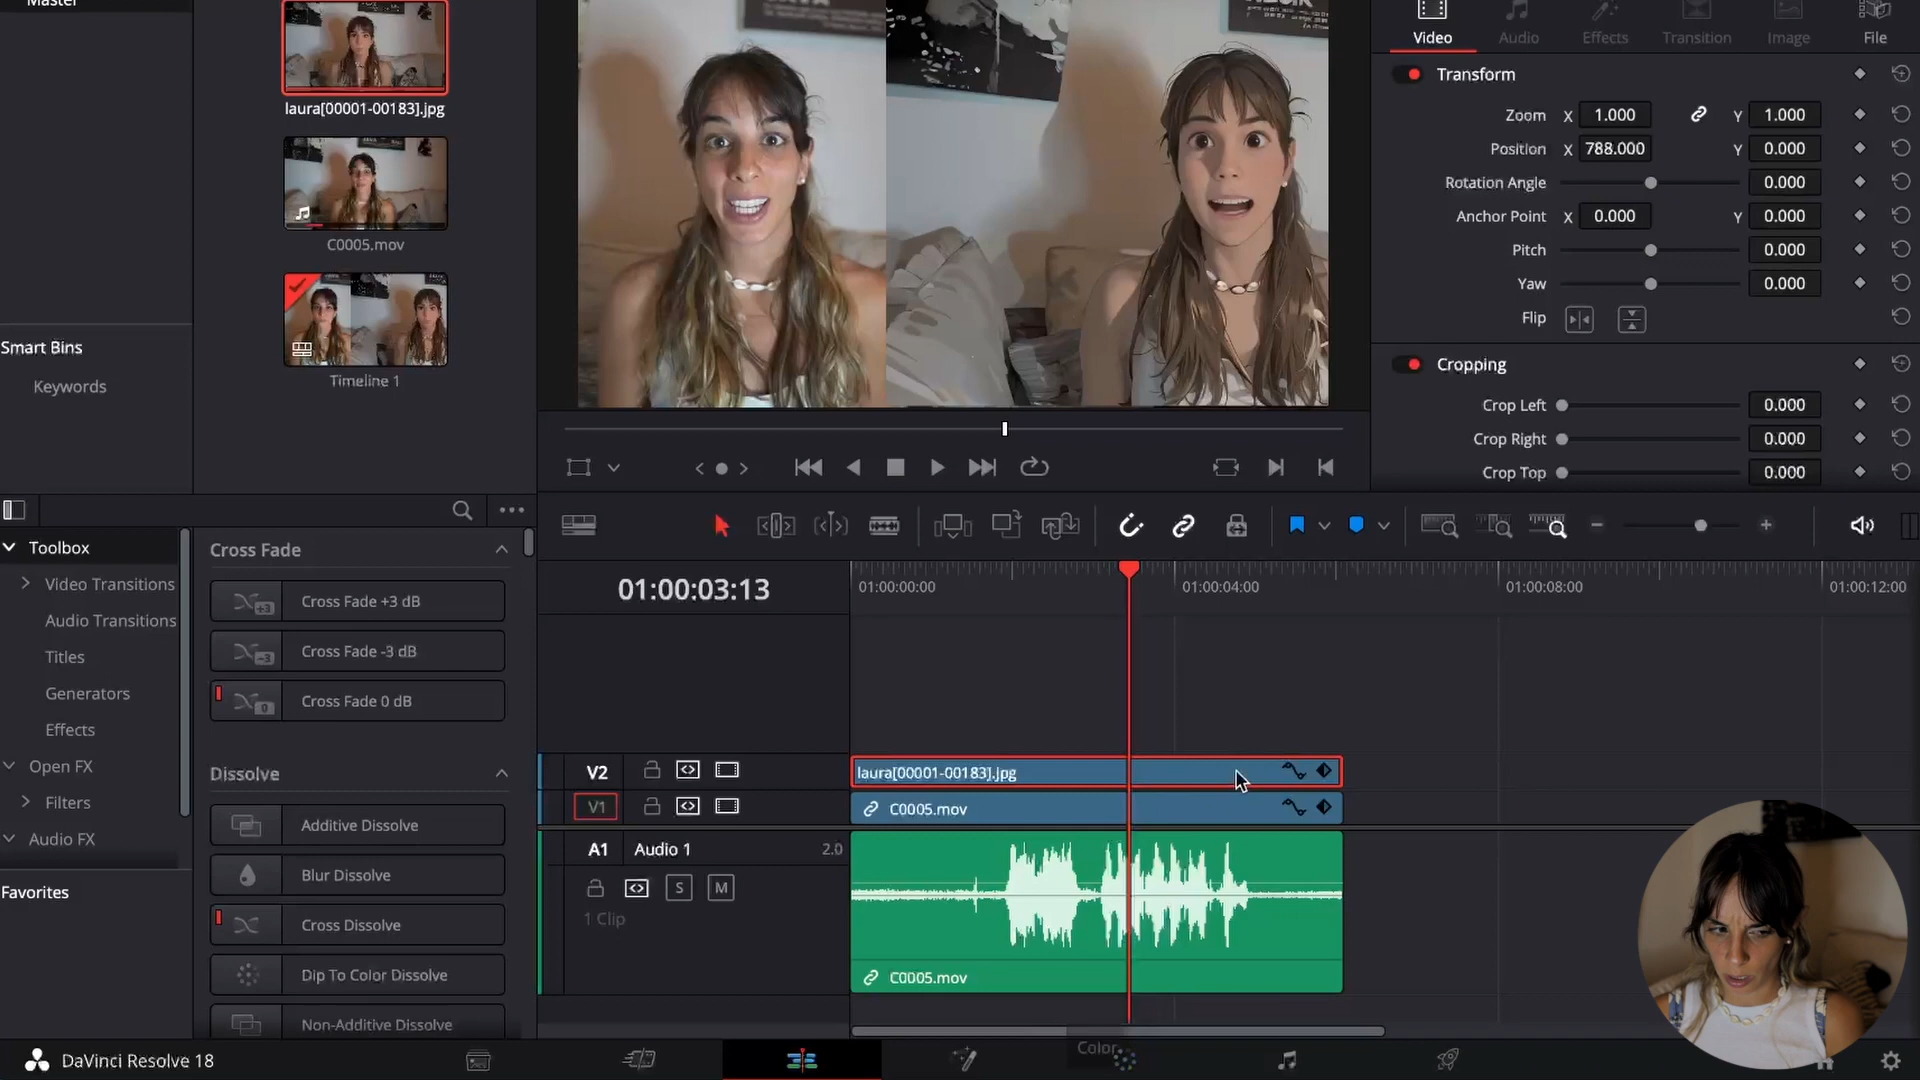 Master
laura[00001-00183].jpg
C0005.mov
Timeline 1
Smart Bins
Keywords
Video
Audio
Effects
Transition
Image
File
Transform
Zoom X 1.000 Y 1.000
Position X 788.000 Y 0.000
Rotation Angle 0.000
Anchor Point X 0.000 Y 0.000
Pitch 0.000
Yaw 0.000
Flip
Cropping
Crop Left 0.000
Crop Right 0.000
Crop Top 0.000
Toolbox
Video Transitions
Audio Transitions
Titles
Generators
Effects
Open FX
Filters
Audio FX
Favorites
Cross Fade
+3 Cross Fade +3 dB
-3 Cross Fade -3 dB
0 Cross Fade 0 dB
Dissolve
Additive Dissolve
Blur Dissolve
Cross Dissolve
Dip To Color Dissolve
Non-Additive Dissolve
01:00:03:13
01:00:00:00
01:00:04:00
01:00:08:00
01:00:12:00
V2
laura[00001-00183].jpg
V1
C0005.mov
A1 Audio 1 2.0
S M
1 Clip
C0005.mov
DaVinci Resolve 18
Color